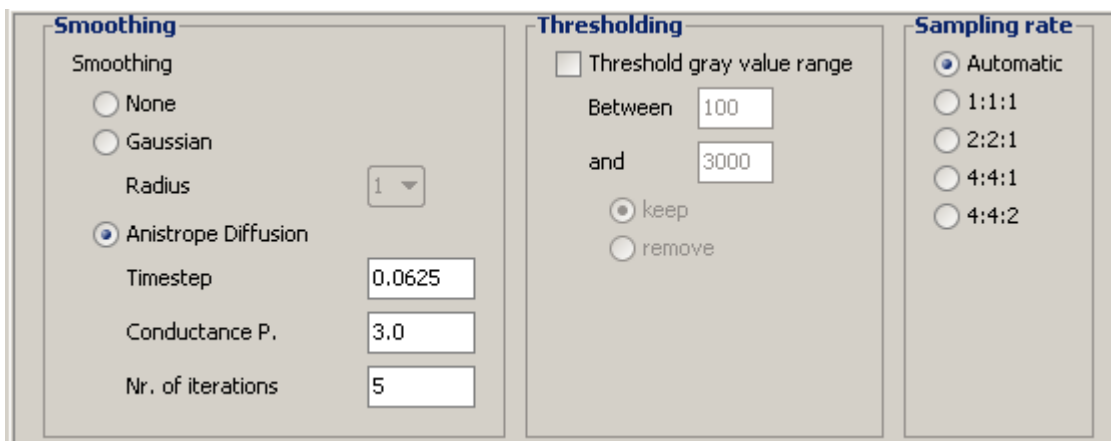 Smoothing
Smoothing
None
Gaussian
Radius 1
Anistrope Diffusion
Timestep 0.0625
Conductance P. 3.0
Nr. of iterations 5
Thresholding
Threshold gray value range
Between 100
and 3000
keep
remove
Sampling rate
Automatic
1:1:1
2:2:1
4:4:1
4:4:2